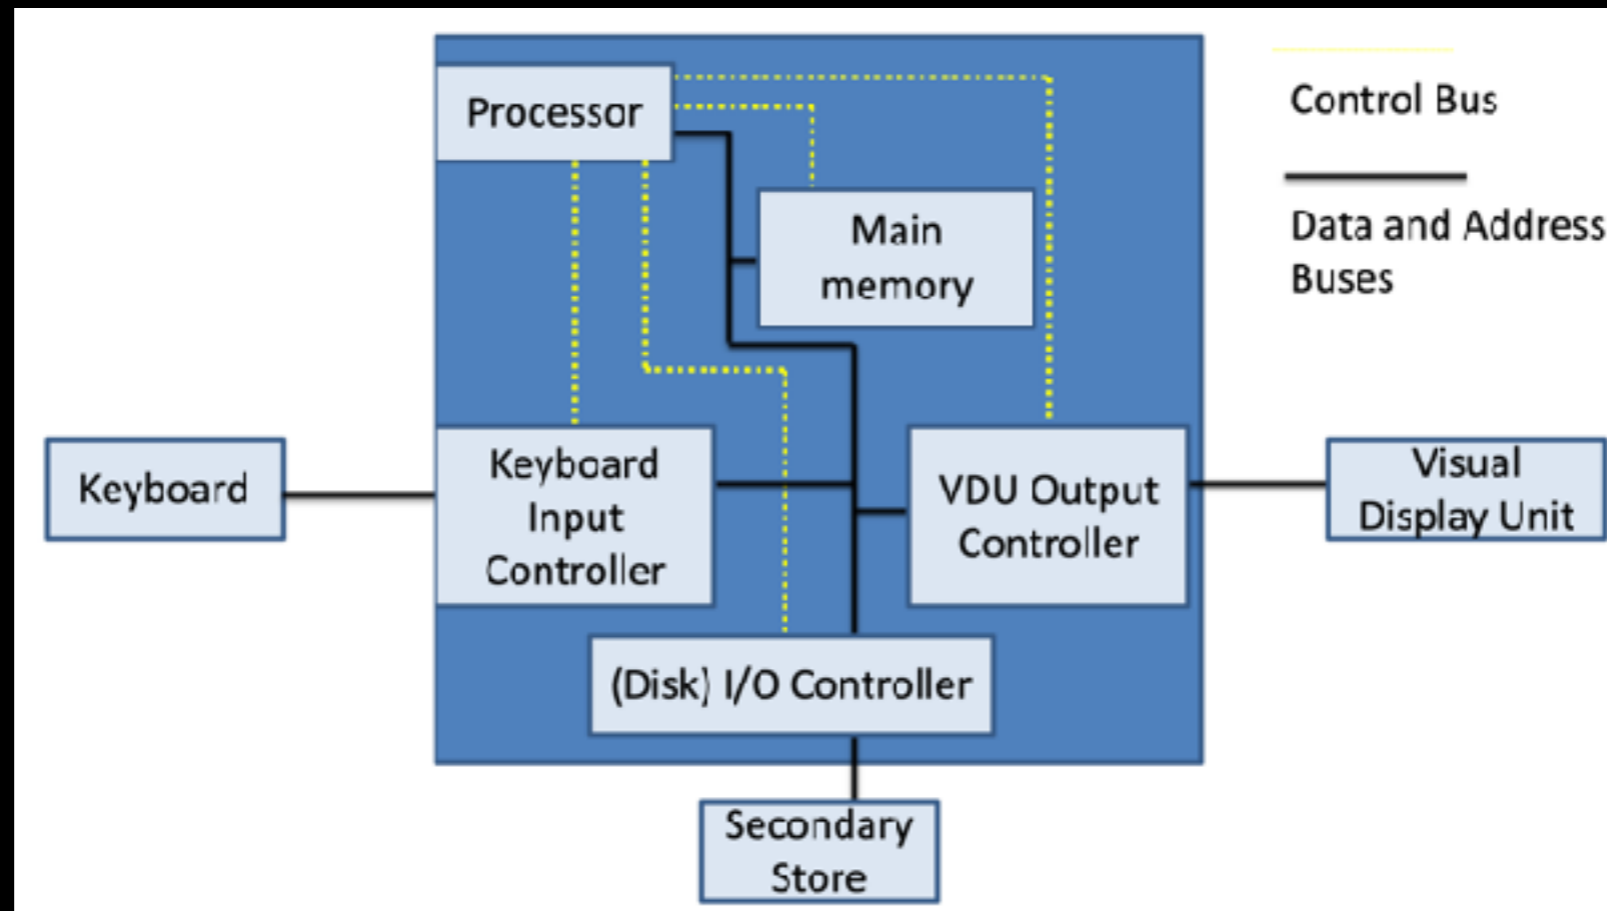 Processor
Control Bus
Data and Address
Buses
Main
memory
Keyboard
Keyboard
Input
Controller
VDU Output
Controller
Visual
Display Unit
(Disk) I/O Controller
Secondary
Store